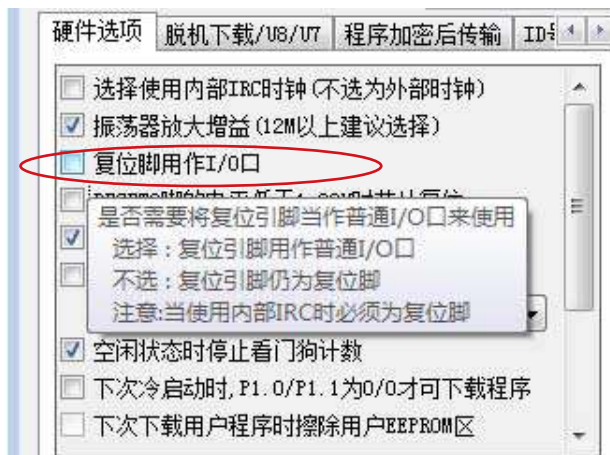 硬件选项 脱机下载/U8/U7 程序加密后传输 ID
选择使用内部IRC时钟(不选为外部时钟)
振荡器放大增益(12M以上建议选择)
复位脚用作I/O口
是否需要将复位引脚当作普通I/O口来使用
选择：复位引脚用作普通I/O口
不选：复位引脚仍为复位脚
注意:当使用内部IRC时必须为复位脚
空闲状态时停止看门狗计数
下次冷启动时,P1.0/P1.1为0/0才可下载程序
下次下载用户程序时擦除用户EEPROM区